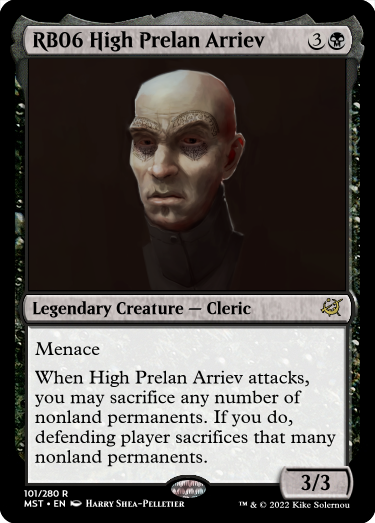 RB06 High Prelan Arriev 3
Legendary Creature — Cleric
Menace
When High Prelan Arriev attacks,
you may sacrifice any number of
nonland permanents. If you do,
defending player sacrifices that many
nonland permanents.
3/3
101/280 R
MST • EN Harry Shea-Pelletier
™ & © 2022 Kike Solernou